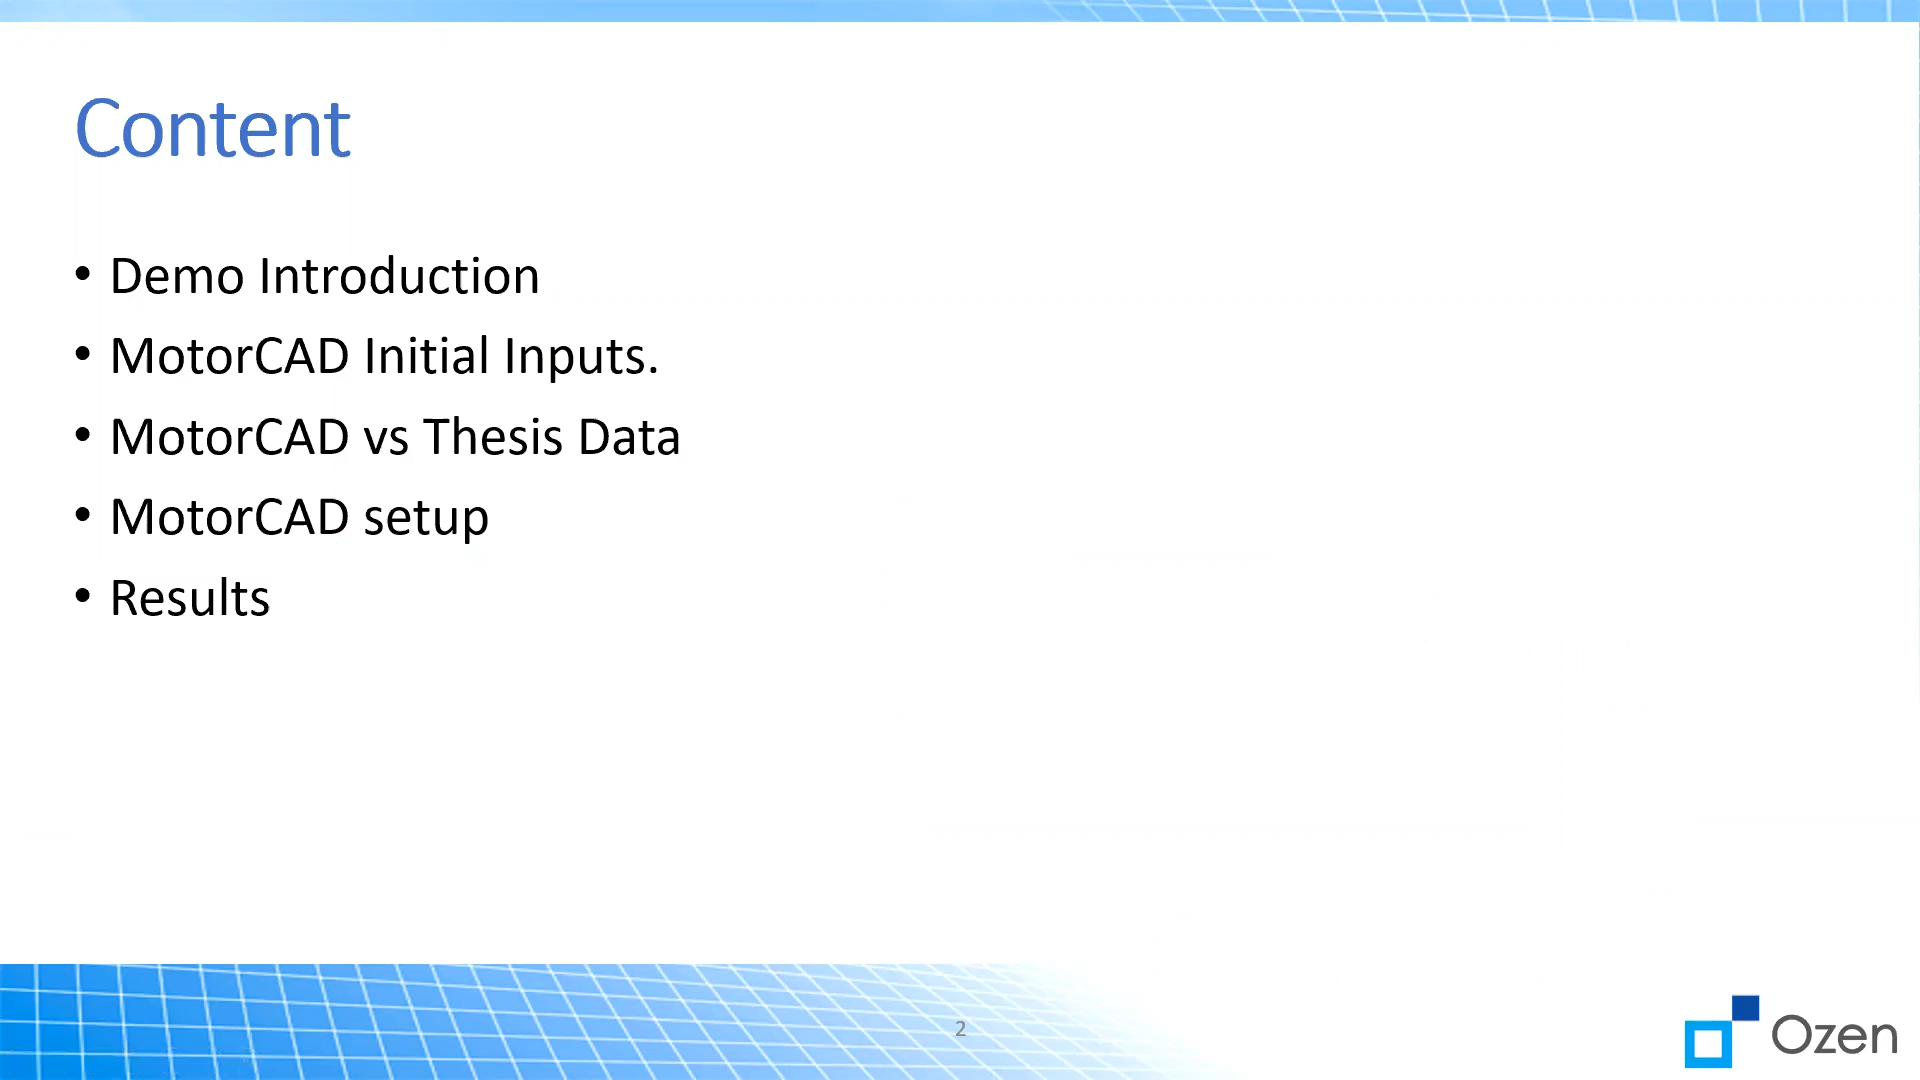 Content
• Demo Introduction
• MotorCAD Initial Inputs.
• MotorCAD vs Thesis Data
• MotorCAD setup
• Results
2
Ozen